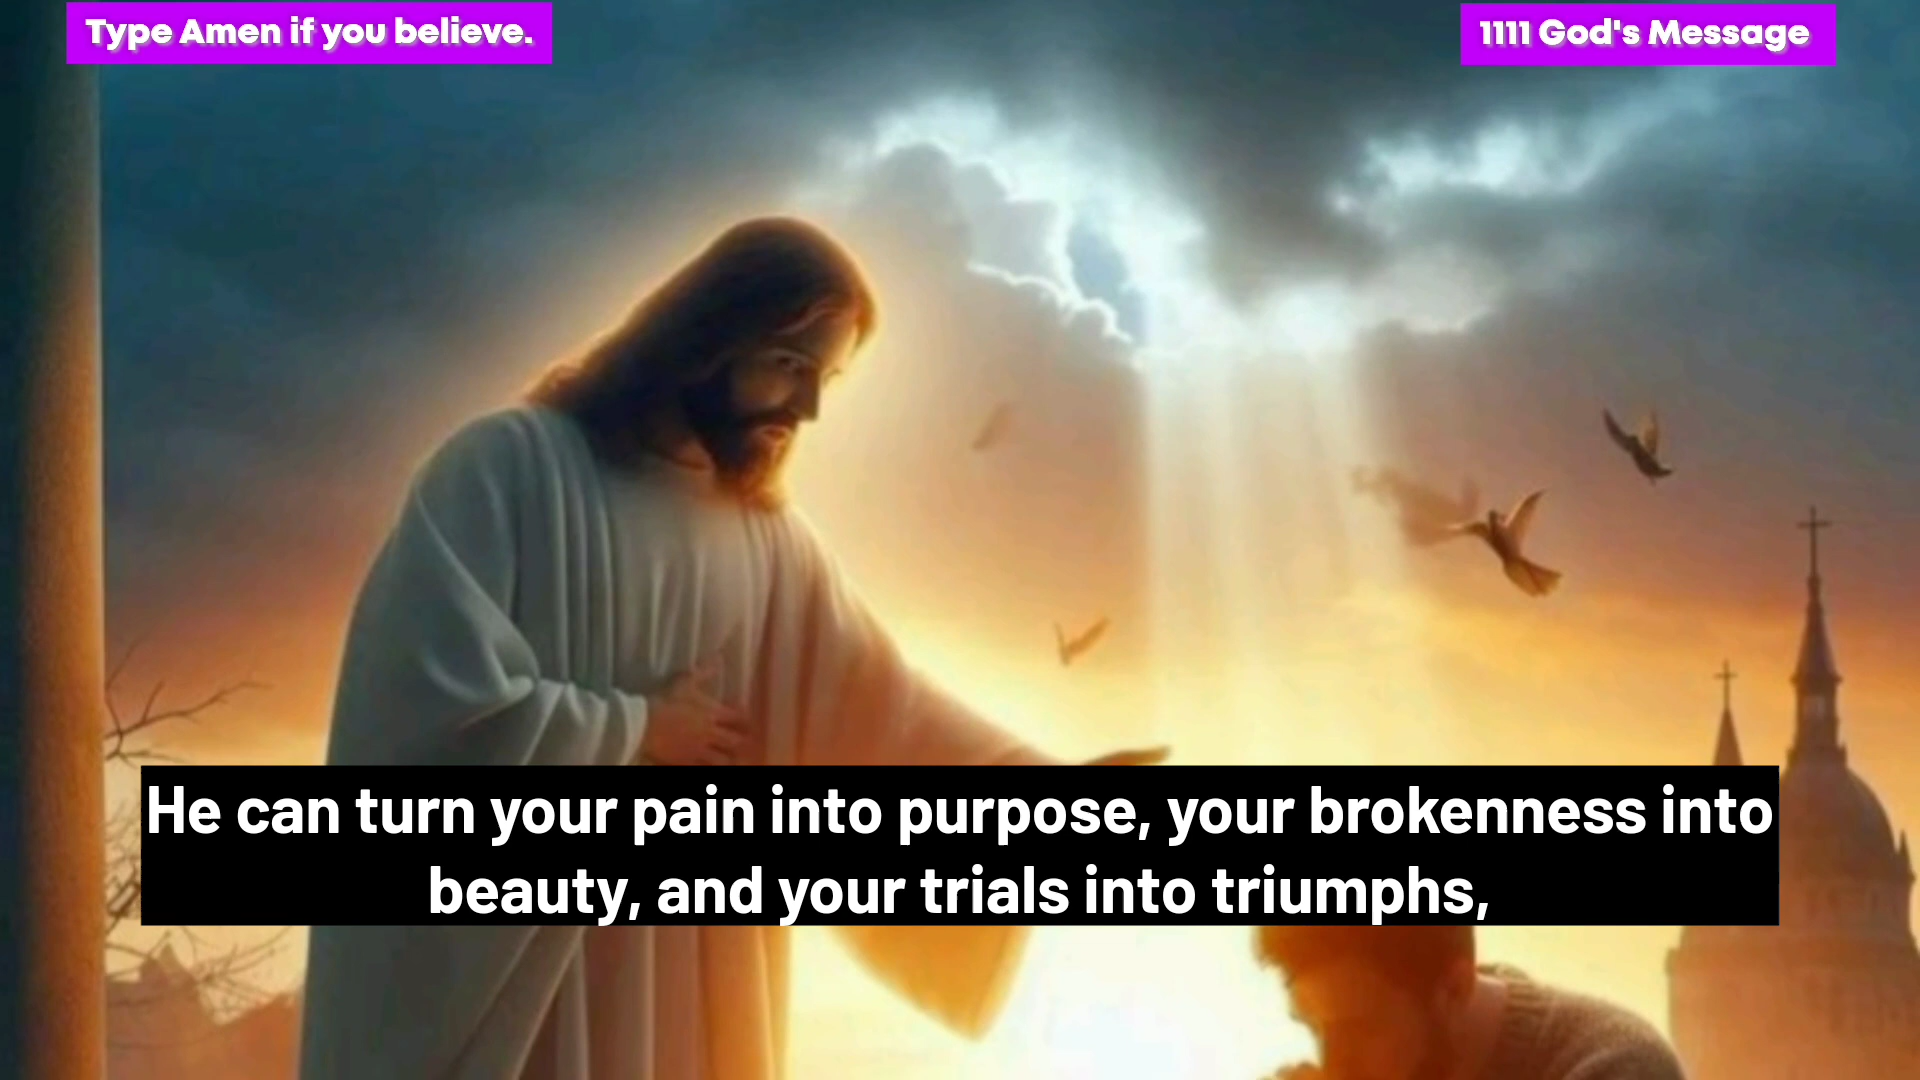 Type Amen if you believe.
1111 God's Message
He can turn your pain into purpose, your brokenness into
beauty, and your trials into triumphs,